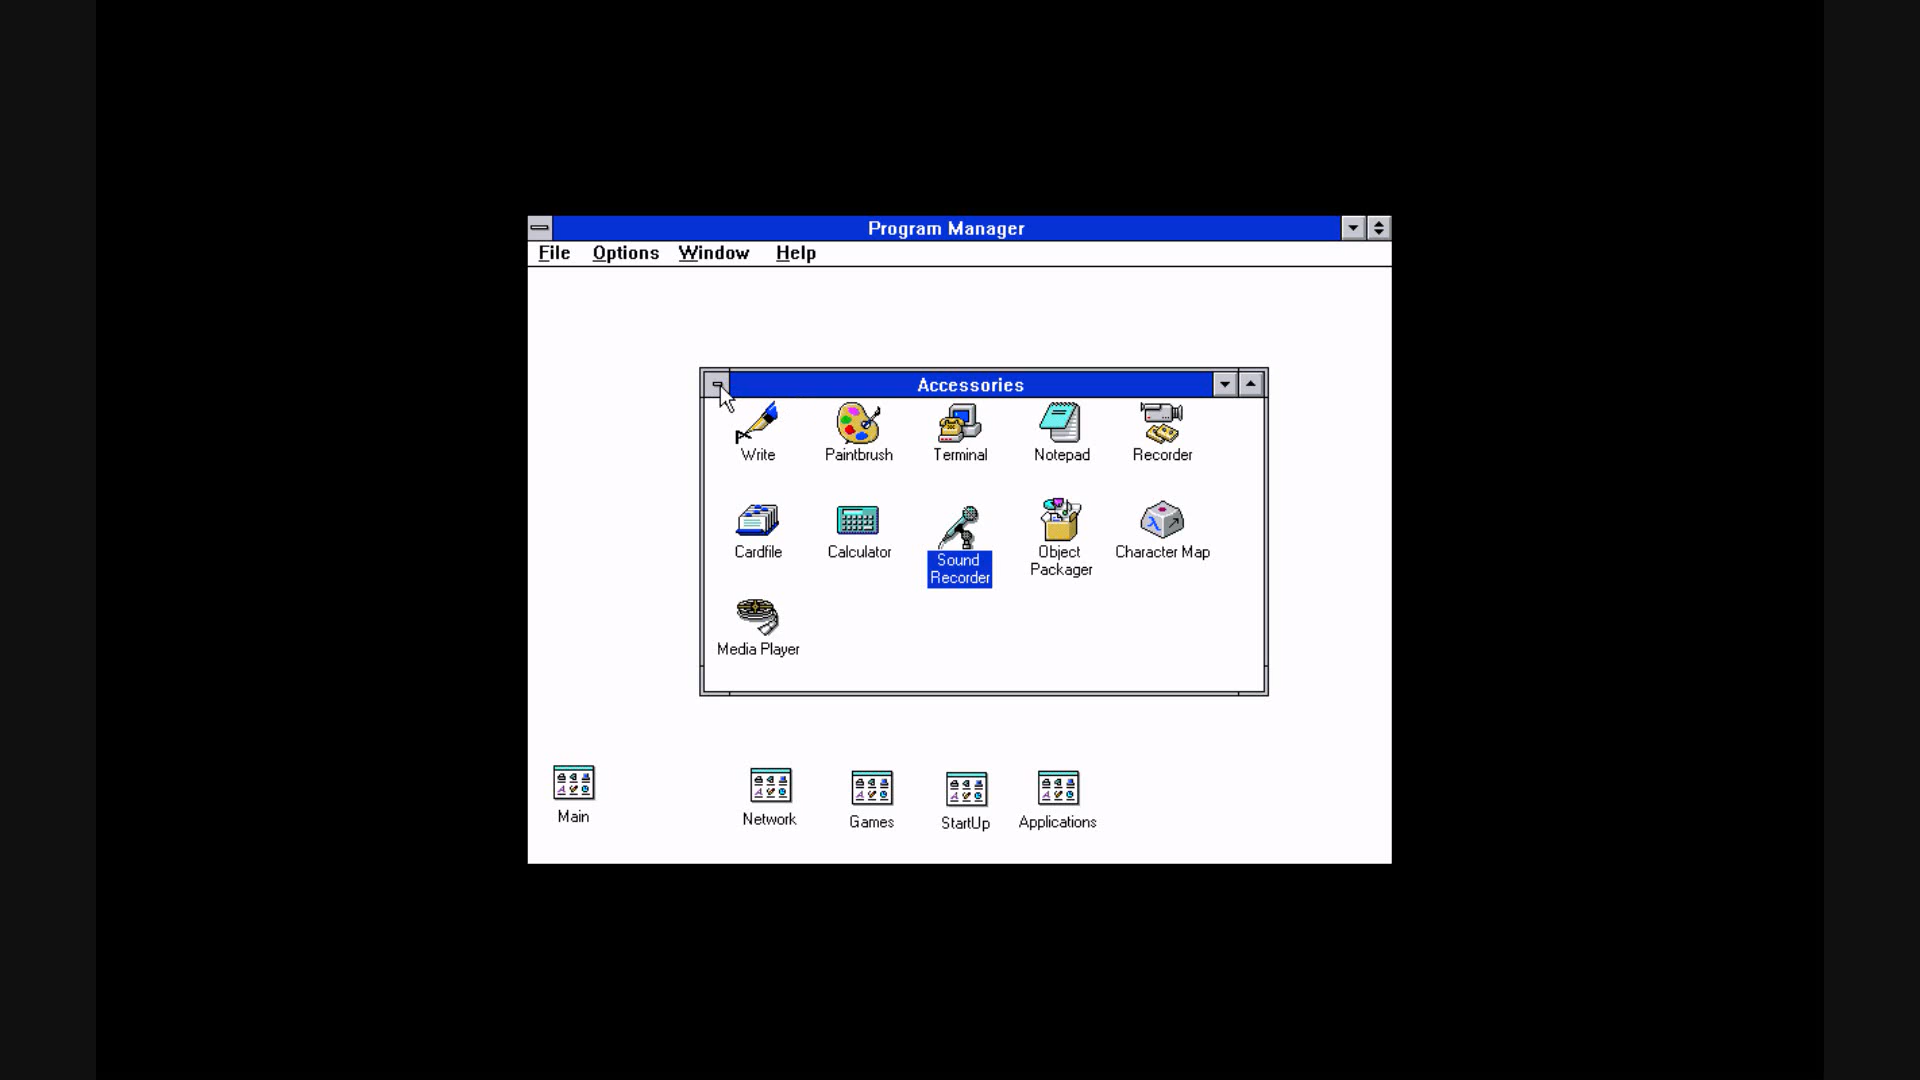 Program Manager
File Options Window Help
Accessories
Write Paintbrush Terminal Notepad Recorder
Cardfile Calculator Sound Recorder Object Packager Character Map
Media Player
Main Network Games StartUp Applications